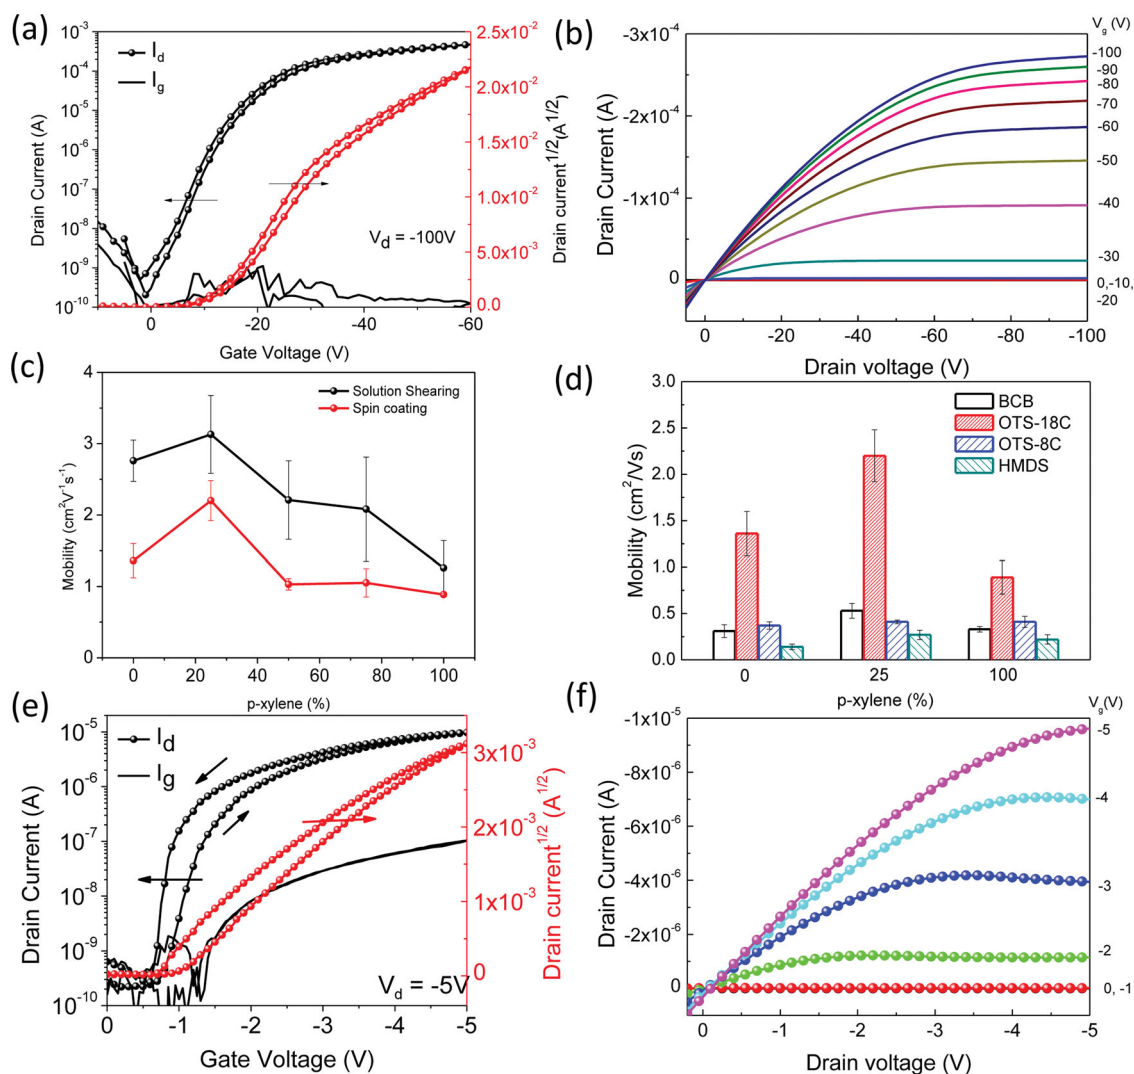 (a)
I_d
I_g
10^-3
10^-4
10^-5
10^-6
10^-7
10^-8
10^-9
10^-10
Drain Current (A)
2.5x10^-2
2.0x10^-2
1.5x10^-2
1.0x10^-2
5.0x10^-3
0.0
Drain current^1/2 (A^1/2)
V_d = -100V
0 -20 -40 -60
Gate Voltage (V)
(b)
V_g (V)
-100
-90
-80
-70
-60
-50
-40
-30
0,-10,
-20
-3x10^-4
-2x10^-4
-1x10^-4
0
Drain Current (A)
0 -20 -40 -60 -80 -100
Drain voltage (V)
(c)
Solution Shearing
Spin coating
4
3
2
1
0
Mobility (cm²V⁻¹s⁻¹)
0 20 40 60 80 100
p-xylene (%)
(d)
BCB
OTS-18C
OTS-8C
HMDS
3.0
2.5
2.0
1.5
1.0
0.5
0.0
Mobility (cm²/Vs)
0 25 100
p-xylene (%)
(e)
I_d
I_g
10^-5
10^-6
10^-7
10^-8
10^-9
10^-10
Drain Current (A)
3x10^-3
2x10^-3
1x10^-3
0
Drain current^1/2 (A^1/2)
V_d = -5V
0 -1 -2 -3 -4 -5
Gate Voltage (V)
(f)
V_g(V)
-5
-4
-3
-2
0, -1
-1x10^-5
-8x10^-6
-6x10^-6
-4x10^-6
-2x10^-6
0
Drain Current (A)
0 -1 -2 -3 -4 -5
Drain voltage (V)